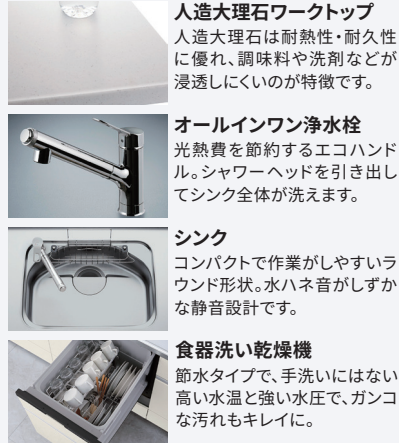 人造大理石ワークトップ
人造大理石は耐熱性・耐久性
に優れ、調味料や洗剤などが
浸透しにくいのが特徴です。
オールインワン浄水栓
光熱費を節約するエコハンド
ル。シャワーヘッドを引き出し
てシンク全体が洗えます。
シンク
コンパクトで作業がしやすいラ
ウンド形状。水ハネ音がしずか
な静音設計です。
食器洗い乾燥機
節水タイプで、手洗いにはない
高い水温と強い水圧で、ガンコ
な汚れもキレイに。